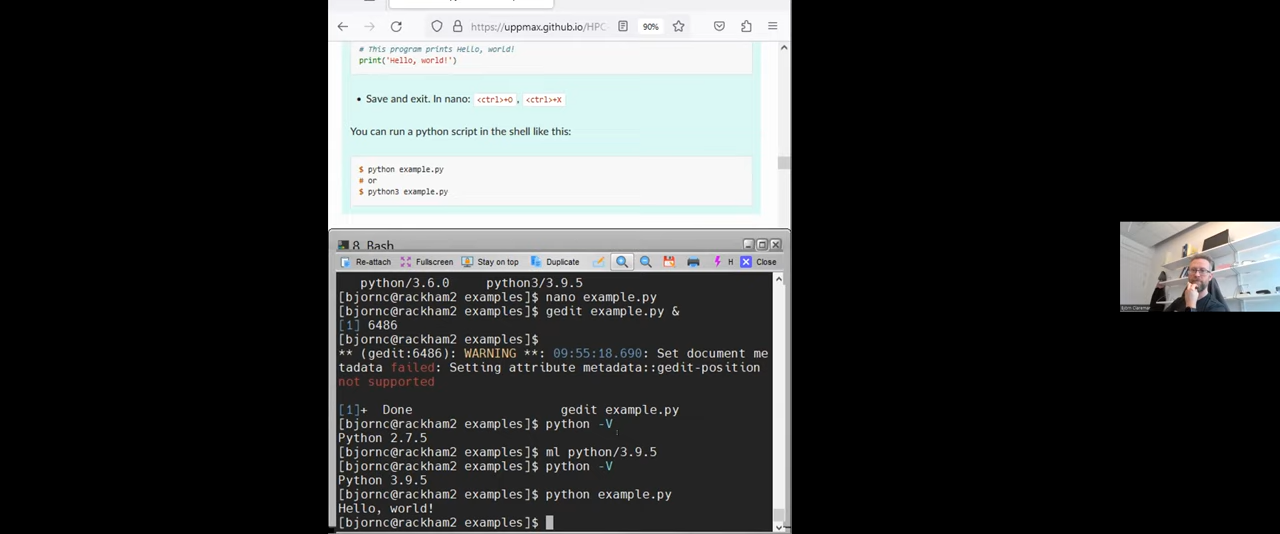 https://uppmax.github.io/HPC
90%
# This program prints Hello, world!
print('Hello, world!')
• Save and exit. In nano: <ctrl>+O, <ctrl>+X
You can run a python script in the shell like this:
$ python example.py
# or
$ python3 example.py
8. Bash
Re-attach Fullscreen Stay on top Duplicate H Close
python/3.6.0 python3/3.9.5
[bjornc@rackham2 examples]$ nano example.py
[bjornc@rackham2 examples]$ gedit example.py &
[1] 6486
[bjornc@rackham2 examples]$
** (gedit:6486): WARNING **: 09:55:18.690: Set document me
tadata failed: Setting attribute metadata::gedit-position
not supported
[1]+ Done gedit example.py
[bjornc@rackham2 examples]$ python -V
Python 2.7.5
[bjornc@rackham2 examples]$ ml python/3.9.5
[bjornc@rackham2 examples]$ python -V
Python 3.9.5
[bjornc@rackham2 examples]$ python example.py
Hello, world!
[bjornc@rackham2 examples]$